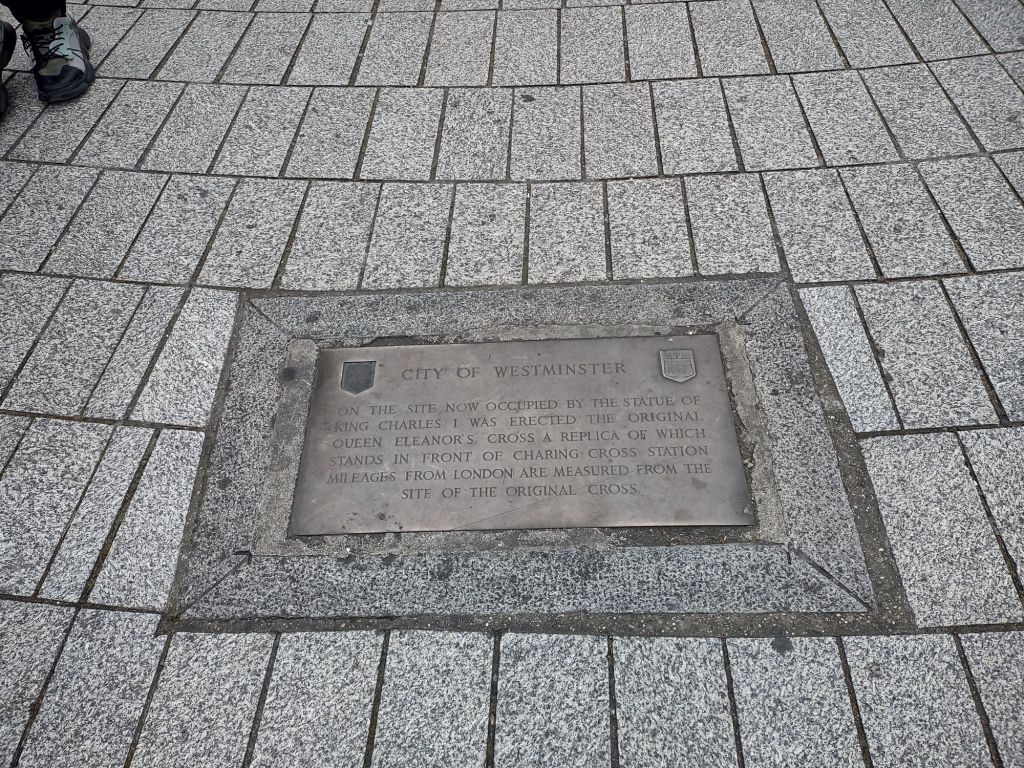 CITY OF WESTMINSTER
ON THE SITE NOW OCCUPIED BY THE STATUE OF
KING CHARLES I WAS ERECTED THE ORIGINAL
QUEEN ELEANOR'S CROSS A REPLICA OF WHICH
STANDS IN FRONT OF CHARING CROSS STATION
MILEAGES FROM LONDON ARE MEASURED FROM THE
SITE OF THE ORIGINAL CROSS